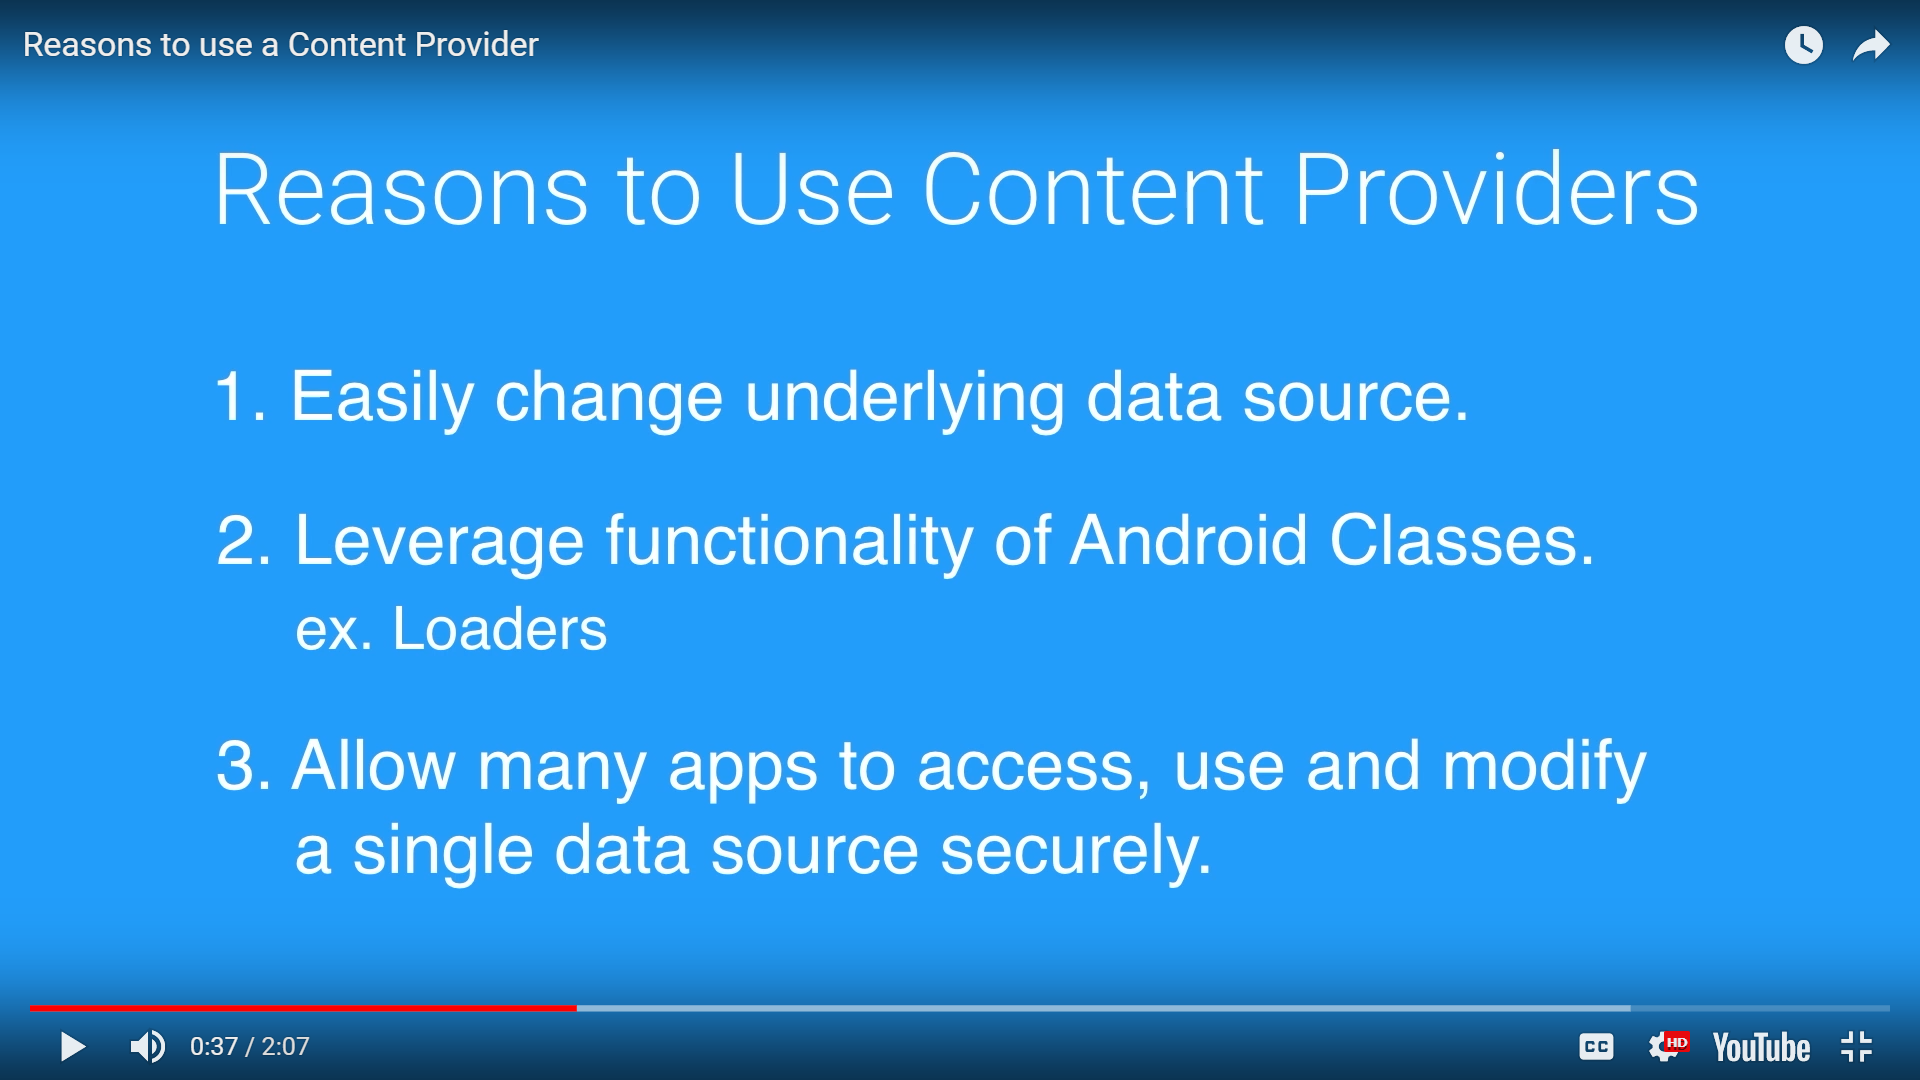 Reasons to use a Content Provider
Reasons to Use Content Providers
1. Easily change underlying data source.
2. Leverage functionality of Android Classes.
ex. Loaders
3. Allow many apps to access, use and modify
a single data source securely.
0:37 / 2:07
CC
HD
YouTube